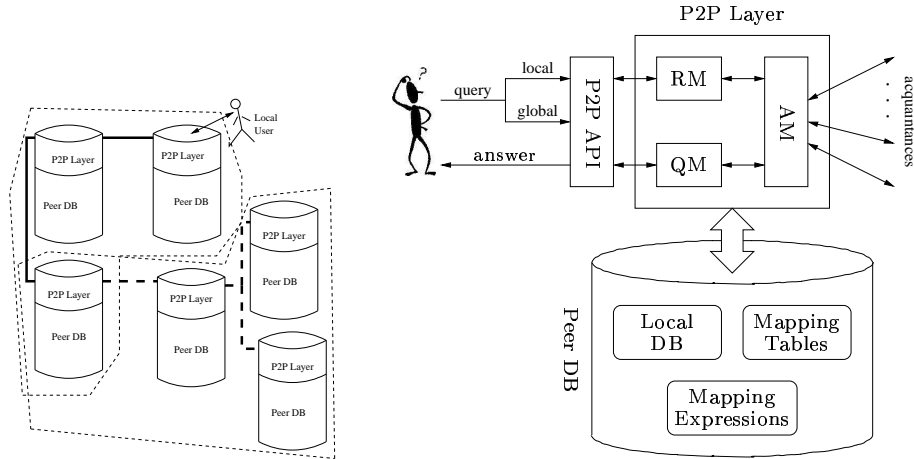 Local
User
P2P Layer
Peer DB
P2P Layer
Peer DB
P2P Layer
Peer DB
P2P Layer
Peer DB
P2P Layer
Peer DB
P2P Layer
Peer DB
P2P Layer
?
query
local
global
answer
P2P API
RM
QM
AM
acquaintances
Peer DB
Local
DB
Mapping
Tables
Mapping
Expressions